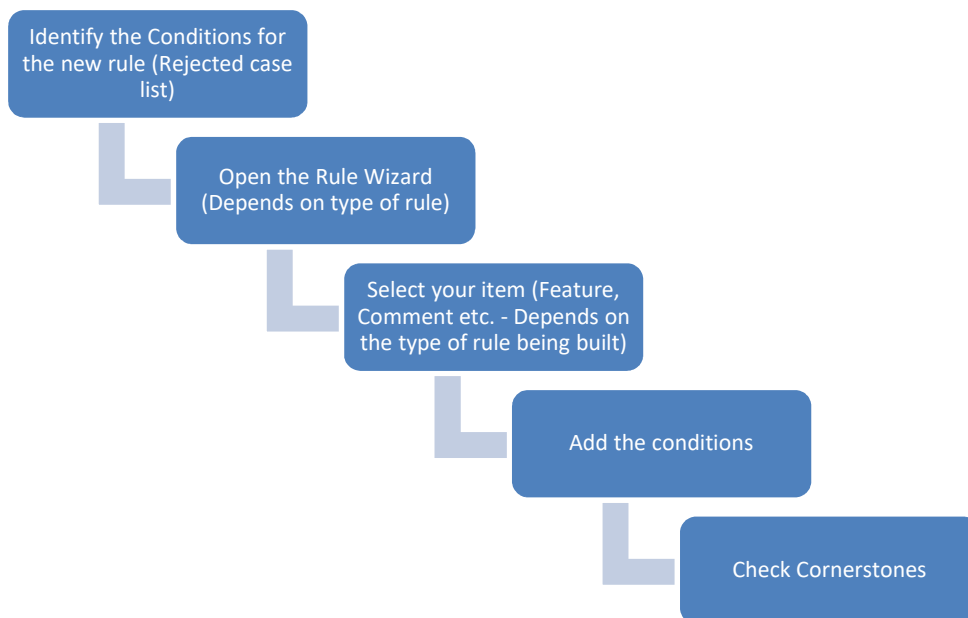 Identify the Conditions for
the new rule (Rejected case
list)
Open the Rule Wizard
(Depends on type of rule)
Select your item (Feature,
Comment etc. - Depends on
the type of rule being built)
Add the conditions
Check Cornerstones